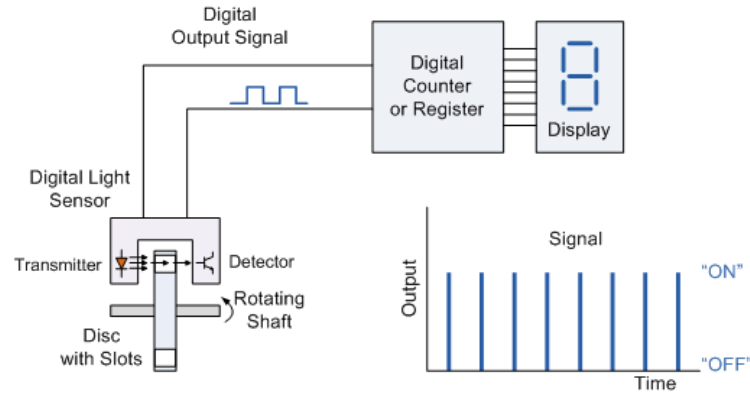 Digital
Output Signal
Digital
Counter
or Register
Display
Digital Light
Sensor
Transmitter
Detector
Rotating
Shaft
Disc
with Slots
Signal
Output
"ON"
"OFF"
Time